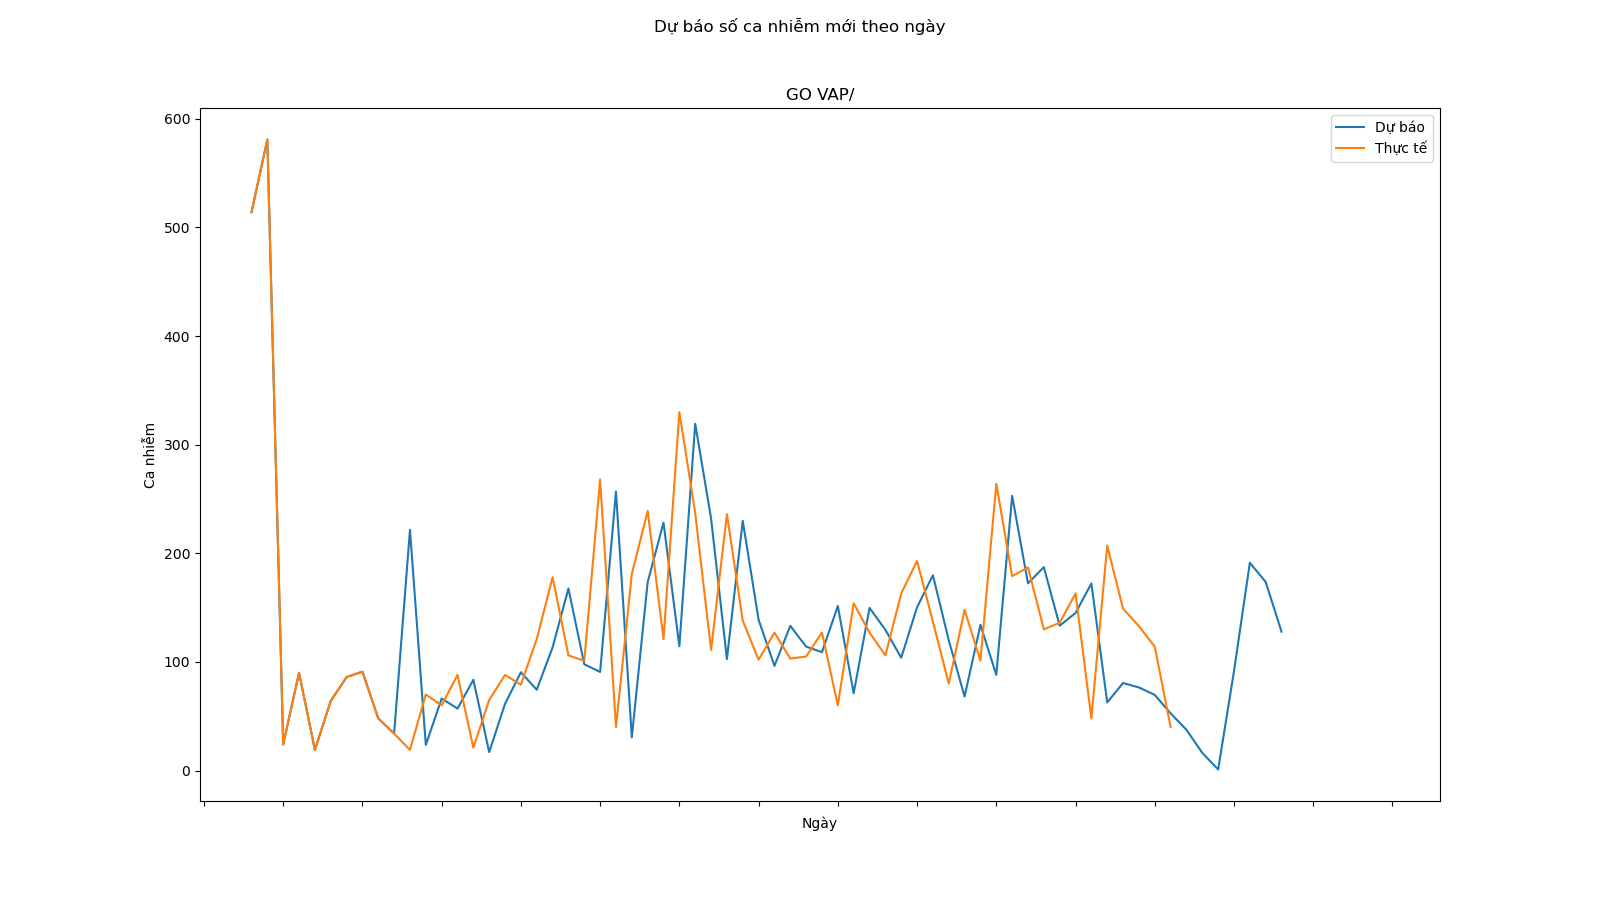 Dự báo số ca nhiễm mới theo ngày
GO VAP/
600
500
400
300
200
100
0
Ca nhiễm
Dự báo
Thực tế
Ngày